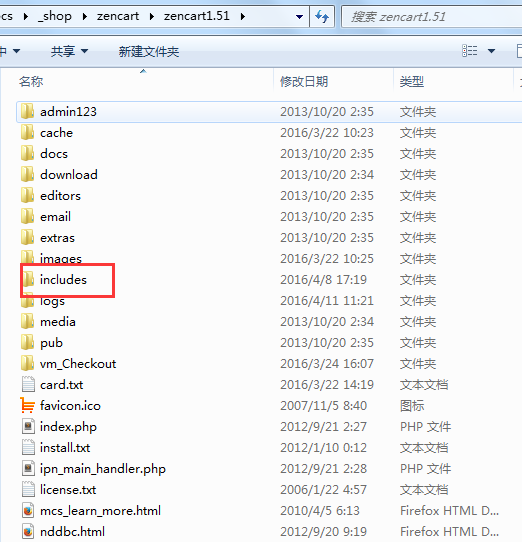 cs ▸ _shop ▸ zencart ▸ zencart1.51 ▸ 搜索 zencart1.51
中 ▼ 共享 ▼ 新建文件夹
名称 修改日期 类型
admin123 2013/10/20 2:35 文件夹
cache 2016/3/22 10:23 文件夹
docs 2013/10/20 2:35 文件夹
download 2013/10/20 2:34 文件夹
editors 2013/10/20 2:35 文件夹
email 2013/10/20 2:35 文件夹
extras 2013/10/20 2:35 文件夹
images 2016/3/22 10:25 文件夹
includes 2016/4/8 17:19 文件夹
logs 2016/4/11 11:21 文件夹
media 2013/10/20 2:34 文件夹
pub 2013/10/20 2:35 文件夹
vm_Checkout 2016/3/24 16:07 文件夹
card.txt 2016/3/22 14:19 文本文档
favicon.ico 2007/11/5 8:40 图标
index.php 2012/9/21 2:27 PHP 文件
install.txt 2012/1/10 0:12 文本文档
ipn_main_handler.php 2012/9/21 2:28 PHP 文件
license.txt 2006/1/22 4:57 文本文档
mcs_learn_more.html 2010/4/5 6:13 Firefox HTML D...
nddbc.html 2012/9/20 9:19 Firefox HTML D...